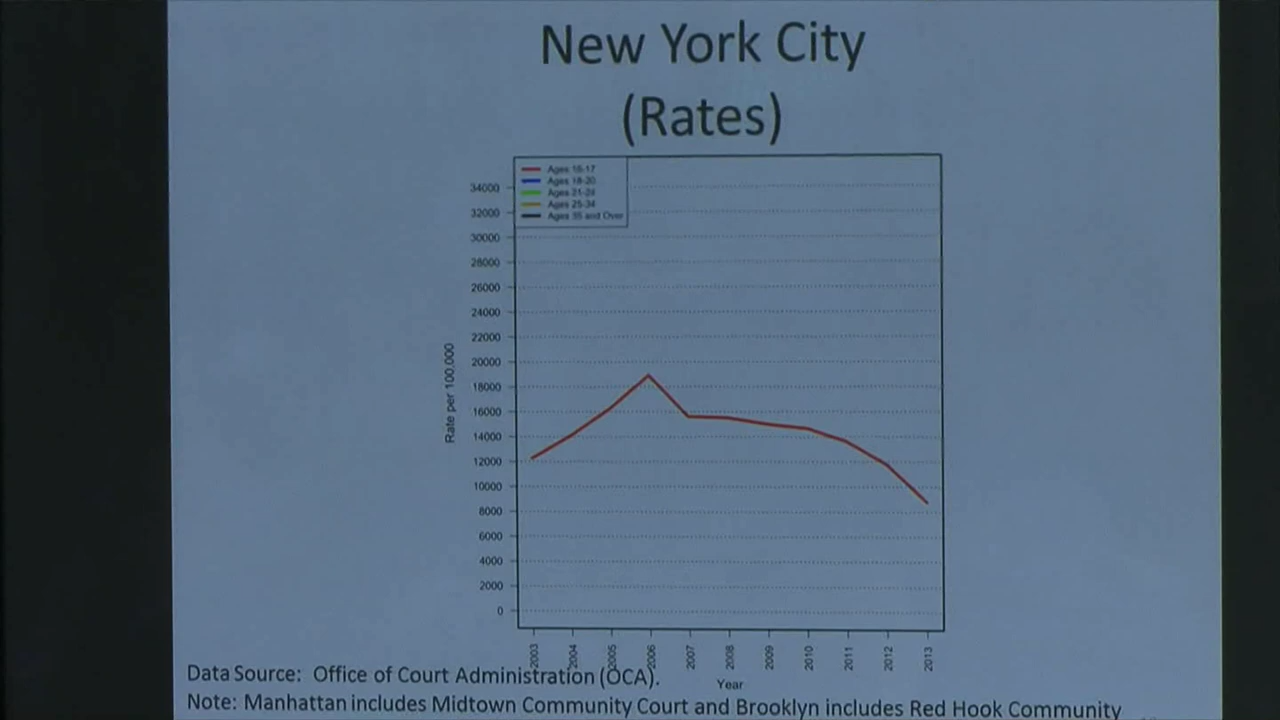 New York City
(Rates)
Ages 16-17
Ages 18-20
Ages 21-24
Ages 25-34
Ages 35 and Over
34000
32000
30000
28000
26000
24000
22000
20000
18000
16000
14000
12000
10000
8000
6000
4000
2000
0
Rate per 100,000
2003
2004
2005
2006
2007
2008
2009
2010
2011
2012
2013
Year
Data Source: Office of Court Administration (OCA).
Note: Manhattan includes Midtown Community Court and Brooklyn includes Red Hook Community